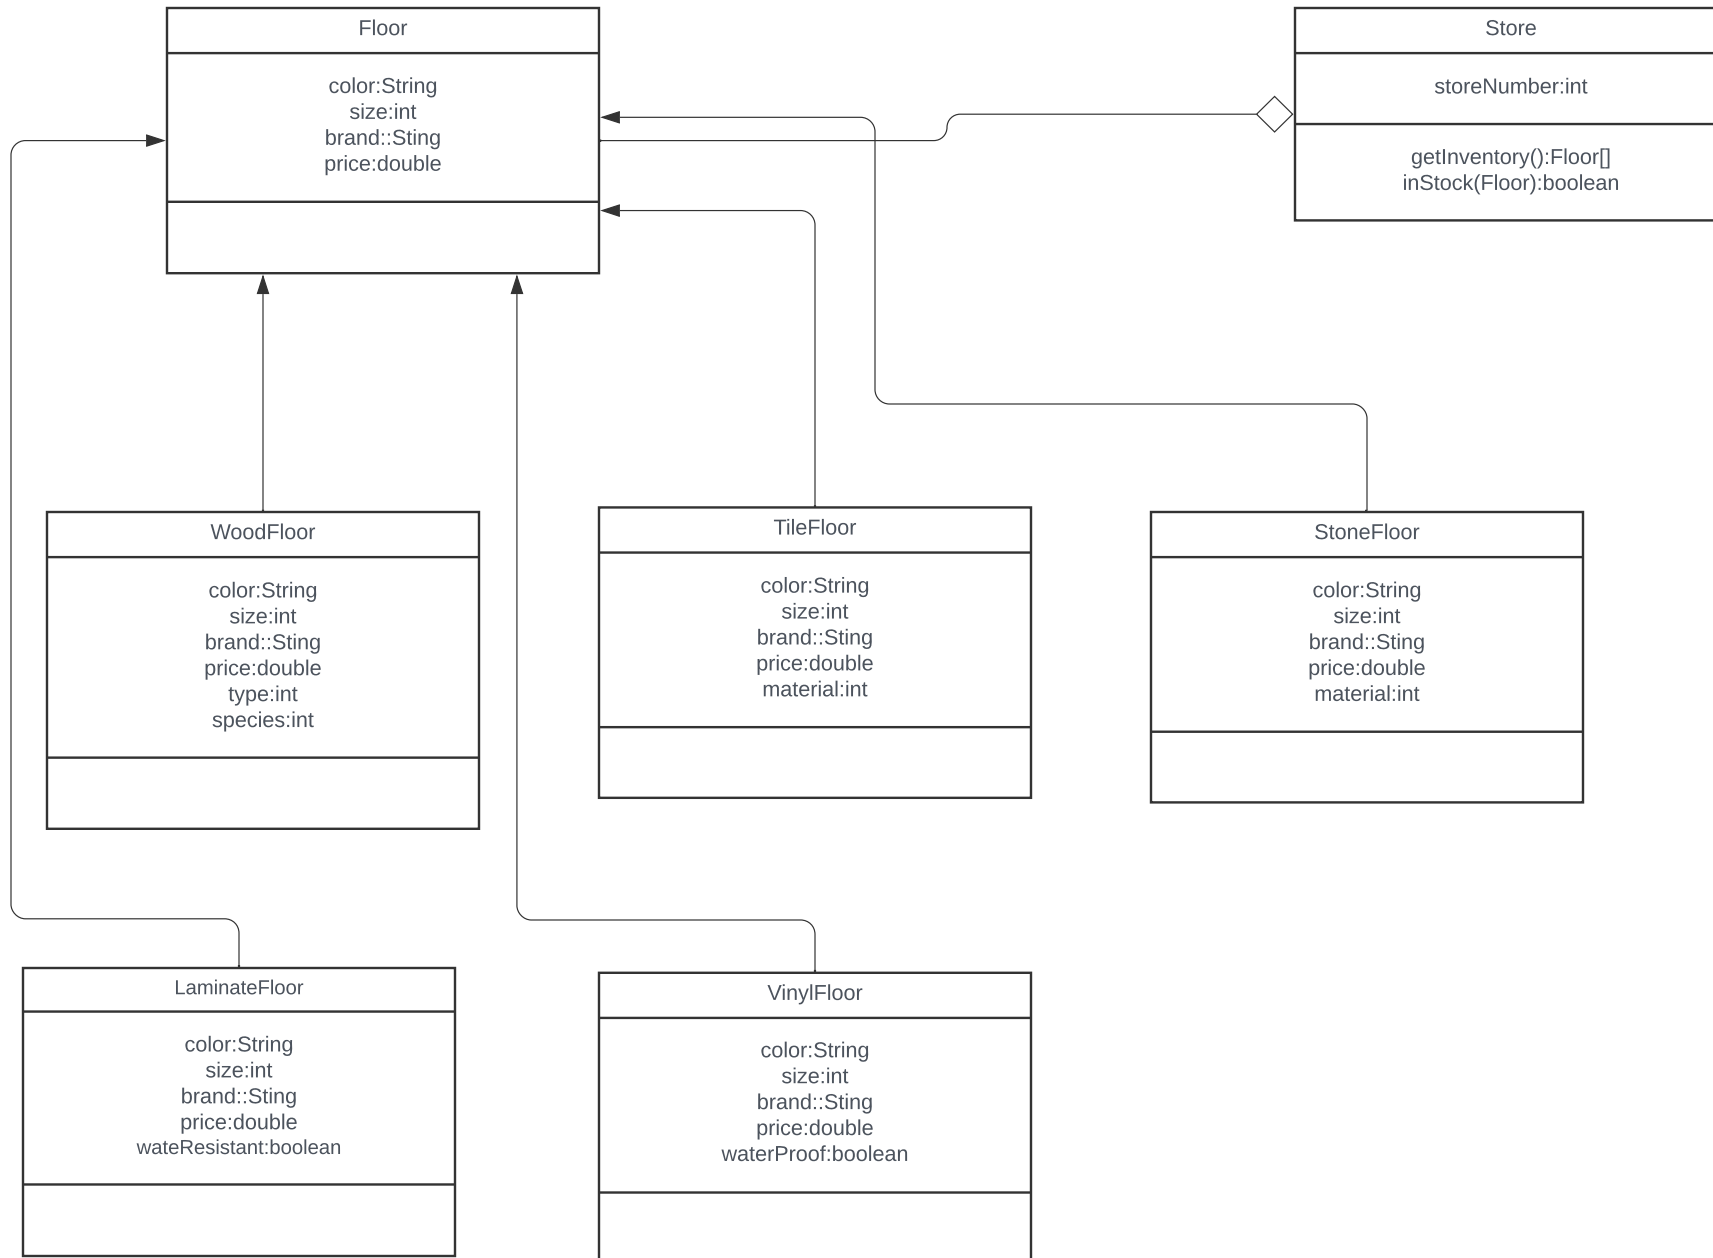 Floor
color:String
size:int
brand::Sting
price:double
Store
storeNumber:int
getInventory():Floor[]
inStock(Floor):boolean
WoodFloor
color:String
size:int
brand::Sting
price:double
type:int
species:int
TileFloor
color:String
size:int
brand::Sting
price:double
material:int
StoneFloor
color:String
size:int
brand::Sting
price:double
material:int
LaminateFloor
color:String
size:int
brand::Sting
price:double
wateResistant:boolean
VinylFloor
color:String
size:int
brand::Sting
price:double
waterProof:boolean